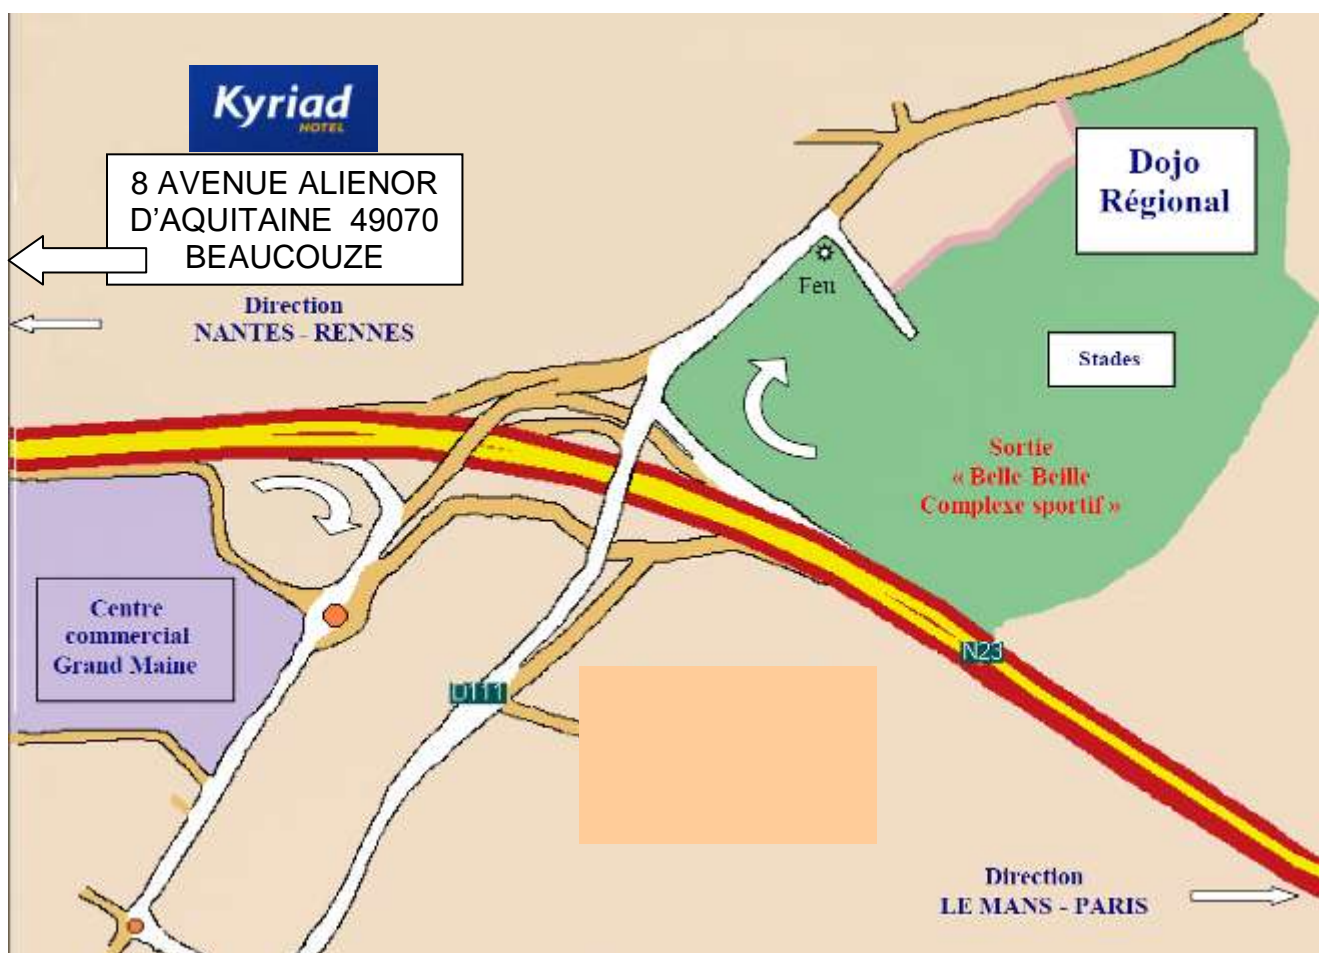 Kyriad
HOTEL
8 AVENUE ALIENOR
D'AQUITAINE 49070
BEAUCOUZE
Direction
NANTES - RENNES
Dojo
Régional
Feu
Stades
Sortie
« Belle Beille
Complexe sportif »
Centre
commercial
Grand Maine
N23
D111
Direction
LE MANS - PARIS